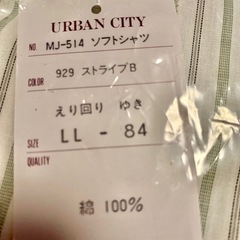 URBAN CITY
NO. MJ-514 ソフトシャツ
COLOR 929 ストライプB
えり回り ゆき
SIZE LL - 84
QUALITY
綿 100%